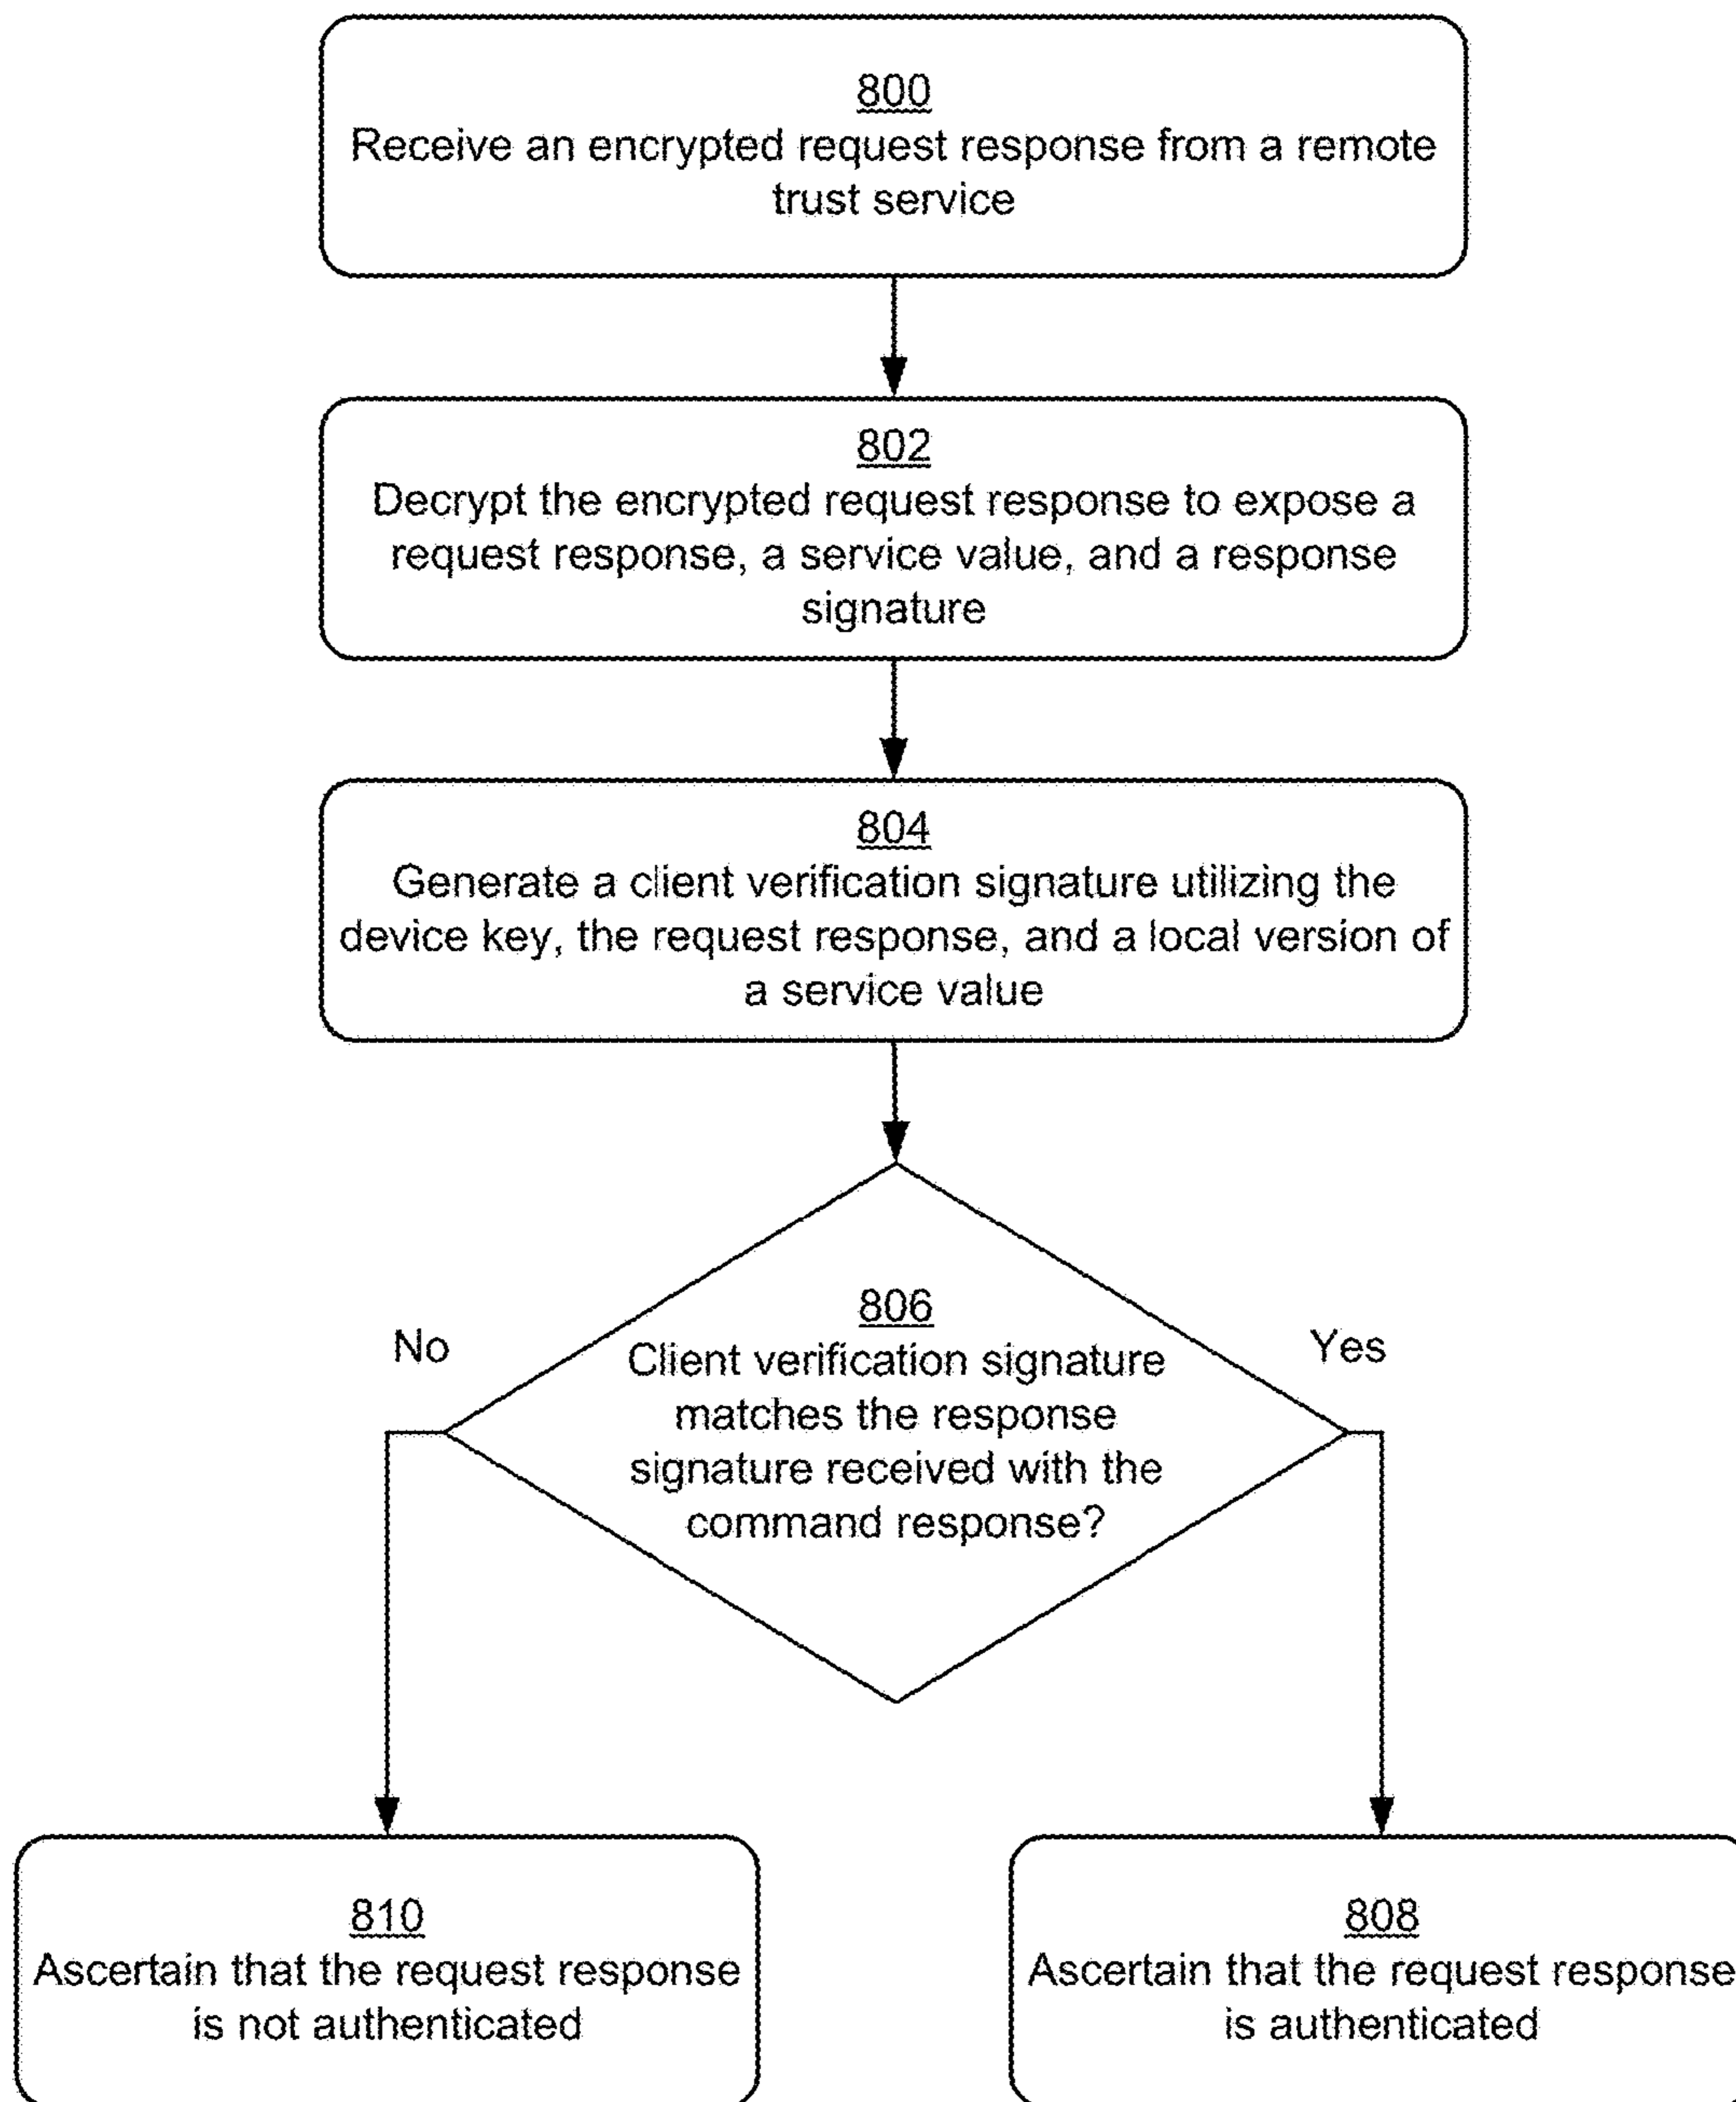 800
Receive an encrypted request response from a remote
trust service
802
Decrypt the encrypted request response to expose a
request response, a service value, and a response
signature
804
Generate a client verification signature utilizing the
device key, the request response, and a local version of
a service value
806
Client verification signature
matches the response
signature received with the
command response?
No
Yes
810
Ascertain that the request response
is not authenticated
808
Ascertain that the request response
is authenticated